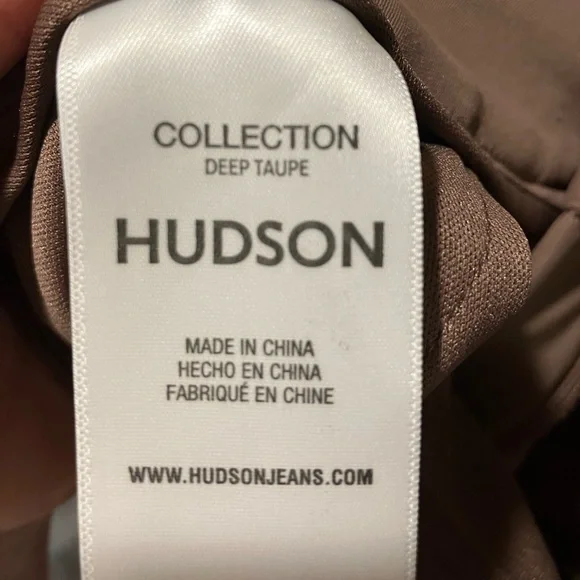 COLLECTION
DEEP TAUPE
HUDSON
MADE IN CHINA
HECHO EN CHINA
FABRIQUÉ EN CHINE
WWW.HUDSONJEANS.COM